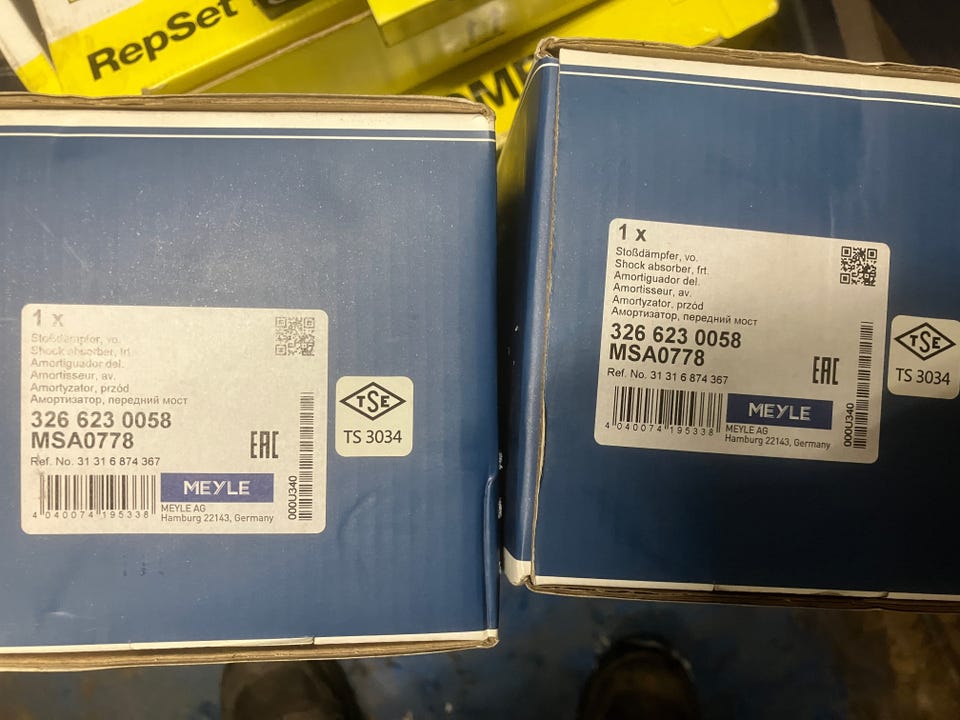 RepSet
1 x
Stoßdämpfer, vo.
Shock absorber, frt.
Amortiguador del.
Amortisseur, av.
Amortyzator, przód
Амортизатор, передний мост
326 623 0058
MSA0778
Ref. No. 31 31 6 874 367
EAC
4 040074 195338
MEYLE
MEYLE AG
Hamburg 22143, Germany
000U340
TSE
TS 3034
1 x
Stoßdämpfer, vo.
Shock absorber, frt.
Amortiguador del.
Amortisseur, av.
Amortyzator, przód
Амортизатор, передний мост
326 623 0058
MSA0778
Ref. No. 31 31 6 874 367
EAC
4 040074 195338
MEYLE
MEYLE AG
Hamburg 22143, Germany
000U340
TSE
TS 3034